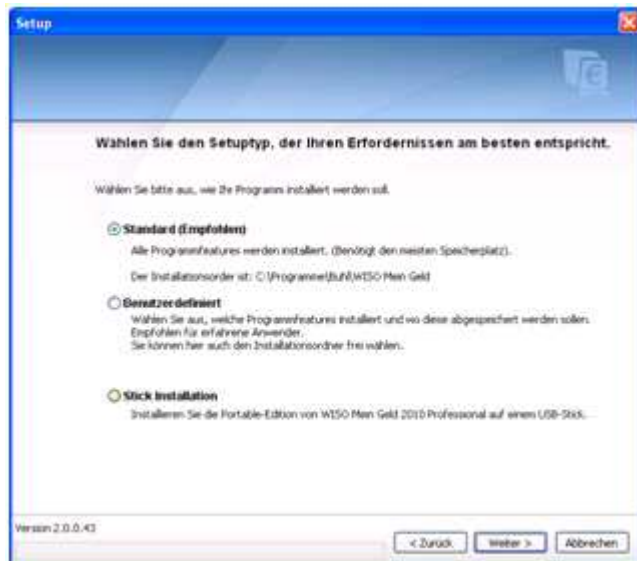 Setup
Wählen Sie den Setuptyp, der Ihren Erfordernissen am besten entspricht.
Wählen Sie bitte aus, wie Ihr Programm installiert werden soll.
Standard (Empfohlen)
Alle Programmfeatures werden installiert. (Benötigt den meisten Speicherplatz).
Der Installationsorder ist: C:\Programme\Buhl\WISO Mein Geld
Benutzerdefiniert
Wählen Sie aus, welche Programmfeatures installiert und wo diese abgespeichert werden sollen.
Empfohlen für erfahrene Anwender.
Sie können hier auch den Installationsordner frei wählen.
Stick Installation
Installieren Sie die Portable-Edition von WISO Mein Geld 2010 Professional auf einem USB-Stick.
Version 2.0.0.43
< Zurück Weiter > Abbrechen